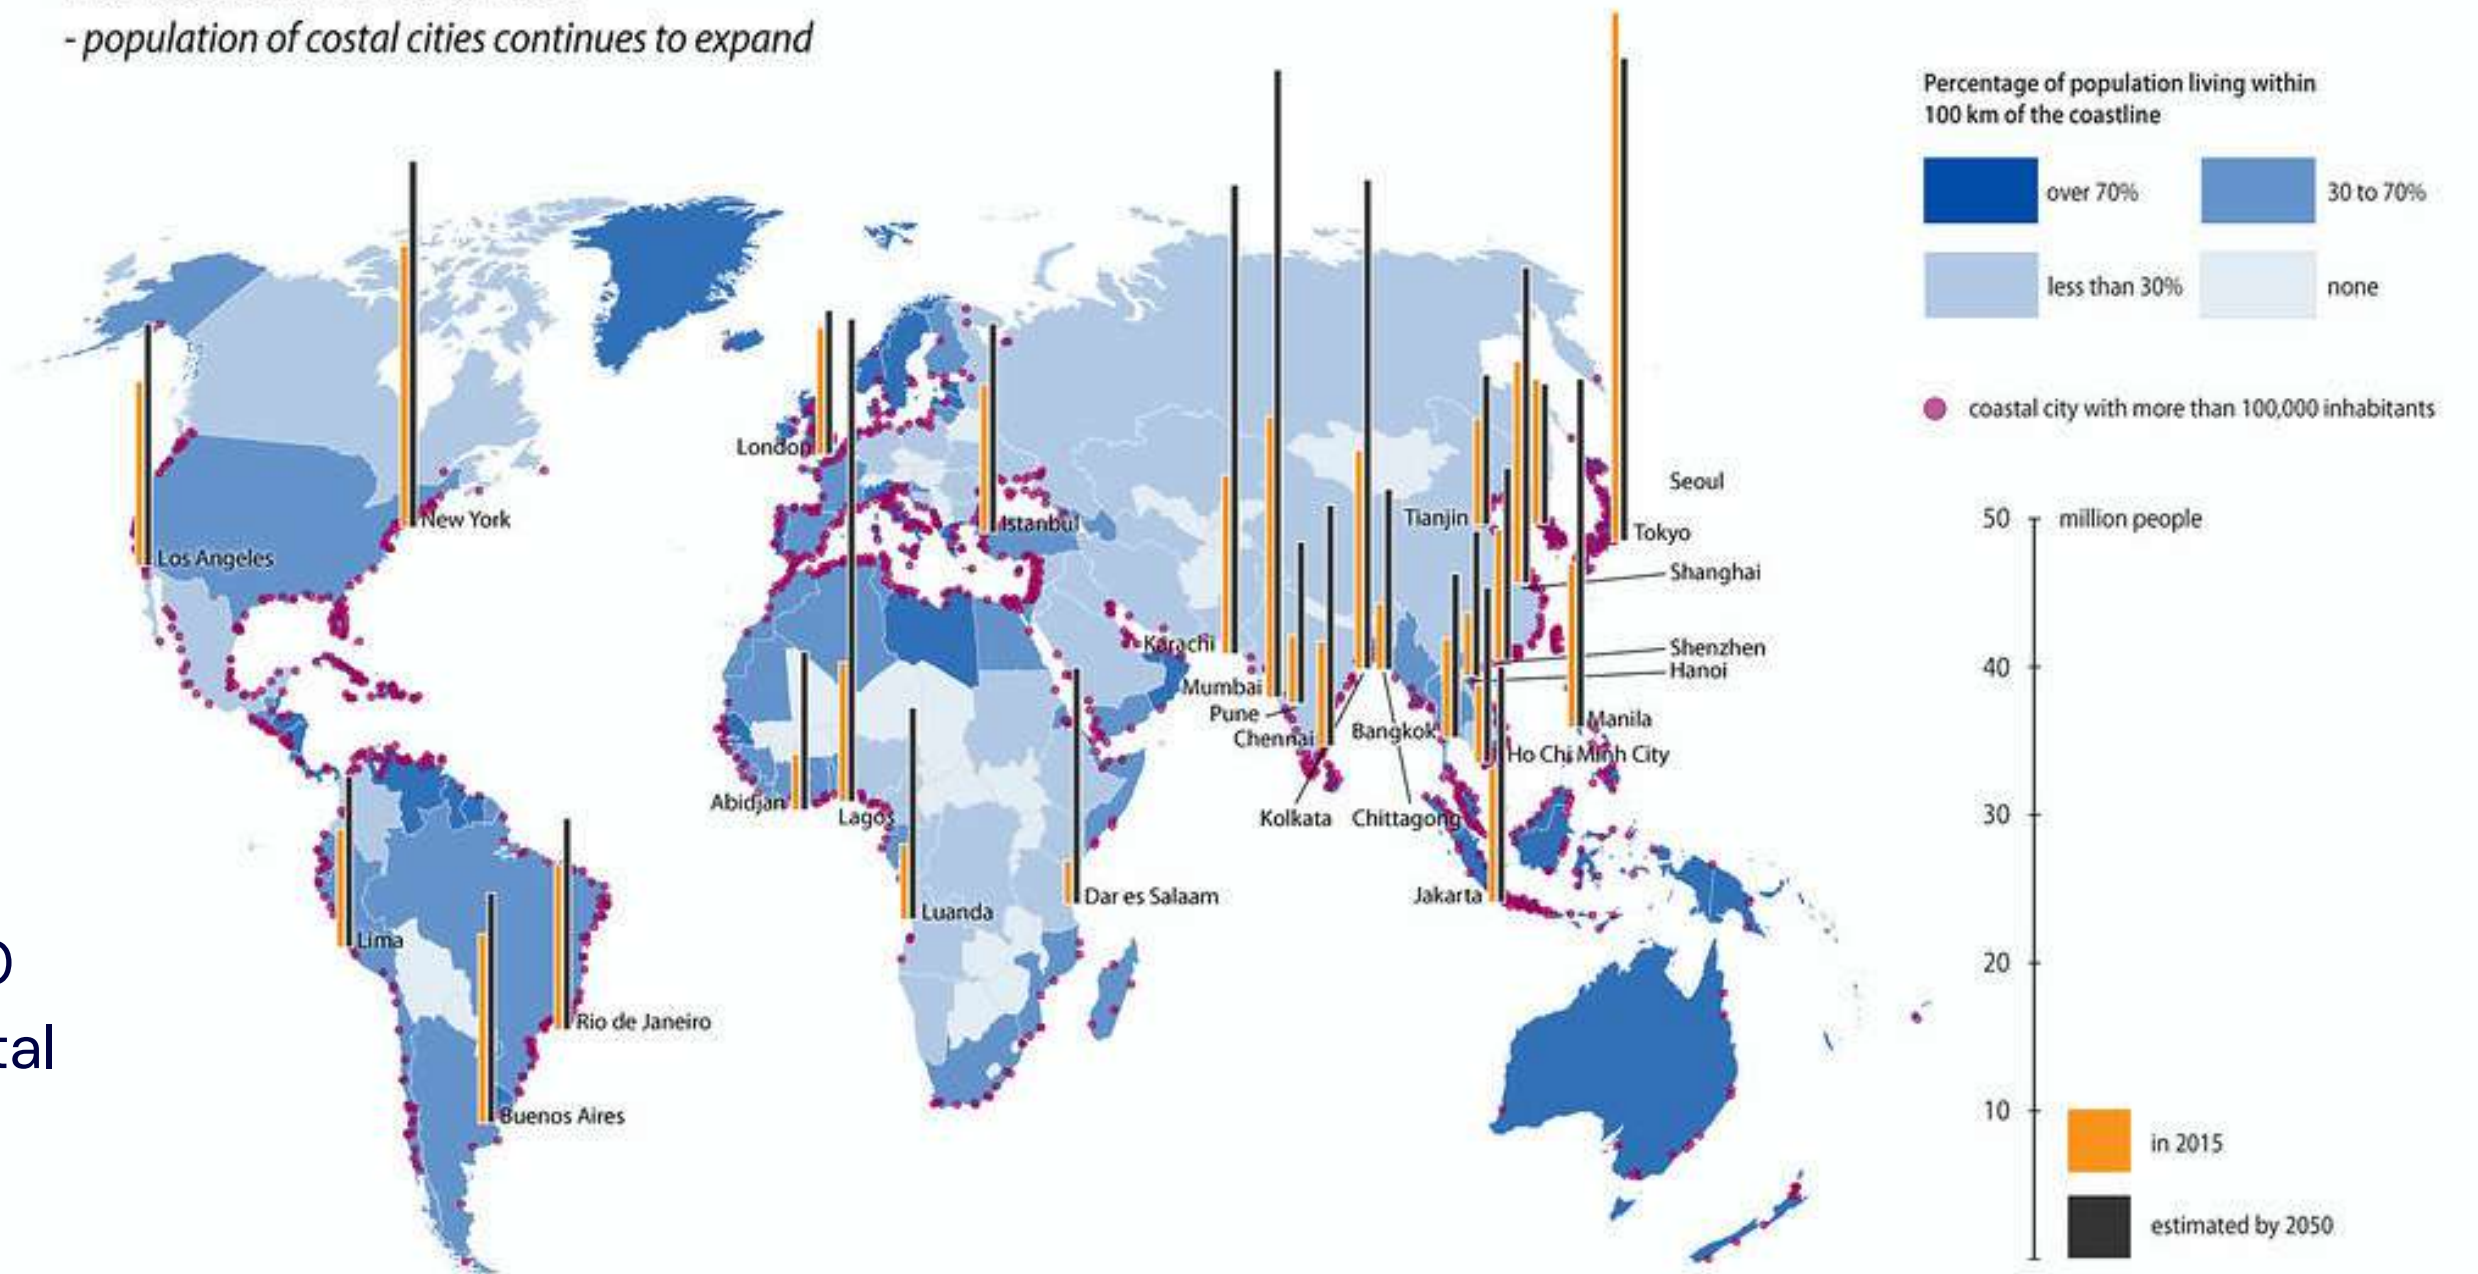 - population of costal cities continues to expand
Percentage of population living within
100 km of the coastline
over 70%
30 to 70%
less than 30%
none
coastal city with more than 100,000 inhabitants
London
Seoul
New York
Istanbul
Tianjin
50
million people
Tokyo
Los Angeles
Shanghai
Karachi
Shenzhen
40
Hanoi
Mumbai
Pune
Manila
Chennai
Bangkok
Ho Chi Minh City
Abidjan
Lagos
Kolkata
Chittagong
30
Jakarta
Dar es Salaam
Luanda
Lima
20
Rio de Janeiro
tal
Buenos Aires
10
in 2015
estimated by 2050